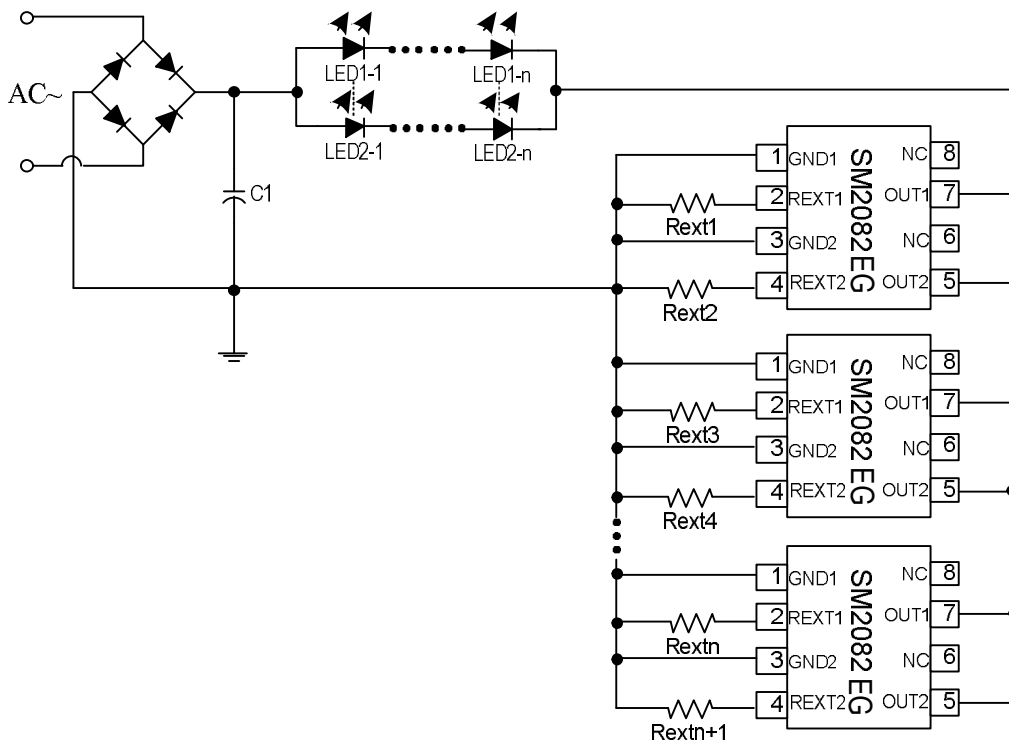 AC~
LED1-1
LED1-n
LED2-1
LED2-n
C1
1 GND1
2 REXT1
3 GND2
4 REXT2
SM2082EG
NC 8
OUT1 7
NC 6
OUT2 5
Rext1
Rext2
1 GND1
2 REXT1
3 GND2
4 REXT2
SM2082EG
NC 8
OUT1 7
NC 6
OUT2 5
Rext3
Rext4
1 GND1
2 REXT1
3 GND2
4 REXT2
SM2082EG
NC 8
OUT1 7
NC 6
OUT2 5
Rextn
Rextn+1